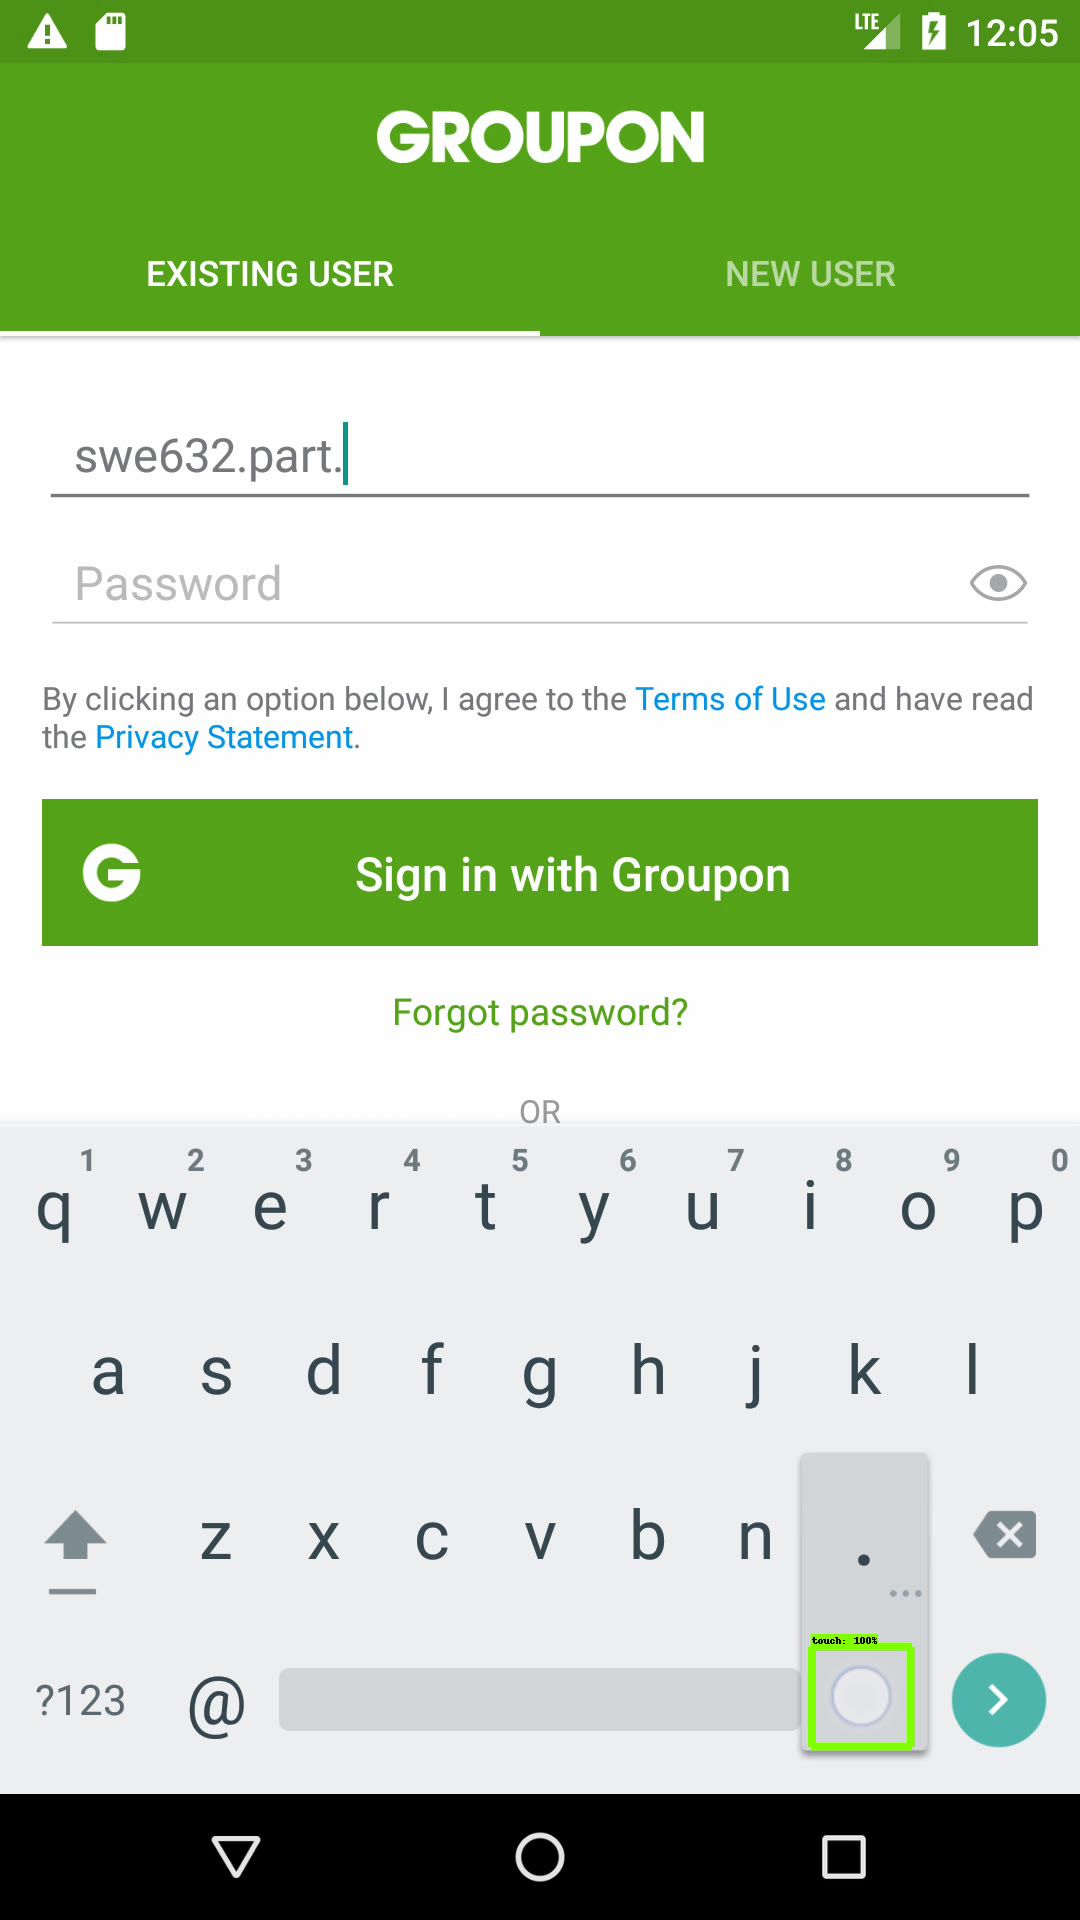 LTE 12:05
GROUPON
EXISTING USER NEW USER
swe632.part.
Password
By clicking an option below, I agree to the Terms of Use and have read
the Privacy Statement.
G Sign in with Groupon
Forgot password?
OR
1 2 3 4 5 6 7 8 9 0
q w e r t y u i o p
a s d f g h j k l
z x c v b n .
...
touch: 100%
?123 @